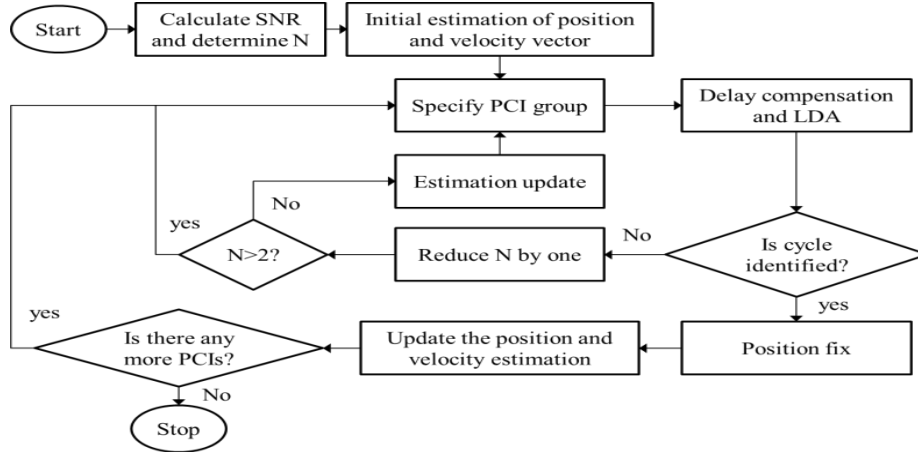 Start
Calculate SNR
and determine N
Initial estimation of position
and velocity vector
Specify PCI group
Delay compensation
and LDA
Estimation update
No
yes
N>2?
Reduce N by one
No
Is cycle
identified?
yes
yes
Is there any
more PCIs?
Update the position and
velocity estimation
Position fix
No
Stop